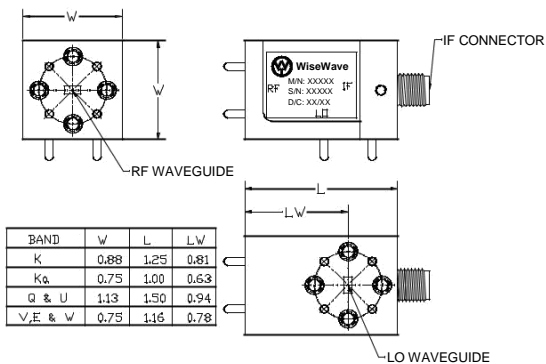 W
W
RF WAVEGUIDE
WiseWave
M/N: XXXXX
S/N: XXXXX
D/C: XX/XX
RF
IF
LO
IF CONNECTOR
L
LW
LO WAVEGUIDE
BAND W L LW
K 0.88 1.25 0.81
Ka 0.75 1.00 0.63
Q & U 1.13 1.50 0.94
V,E & W 0.75 1.16 0.78